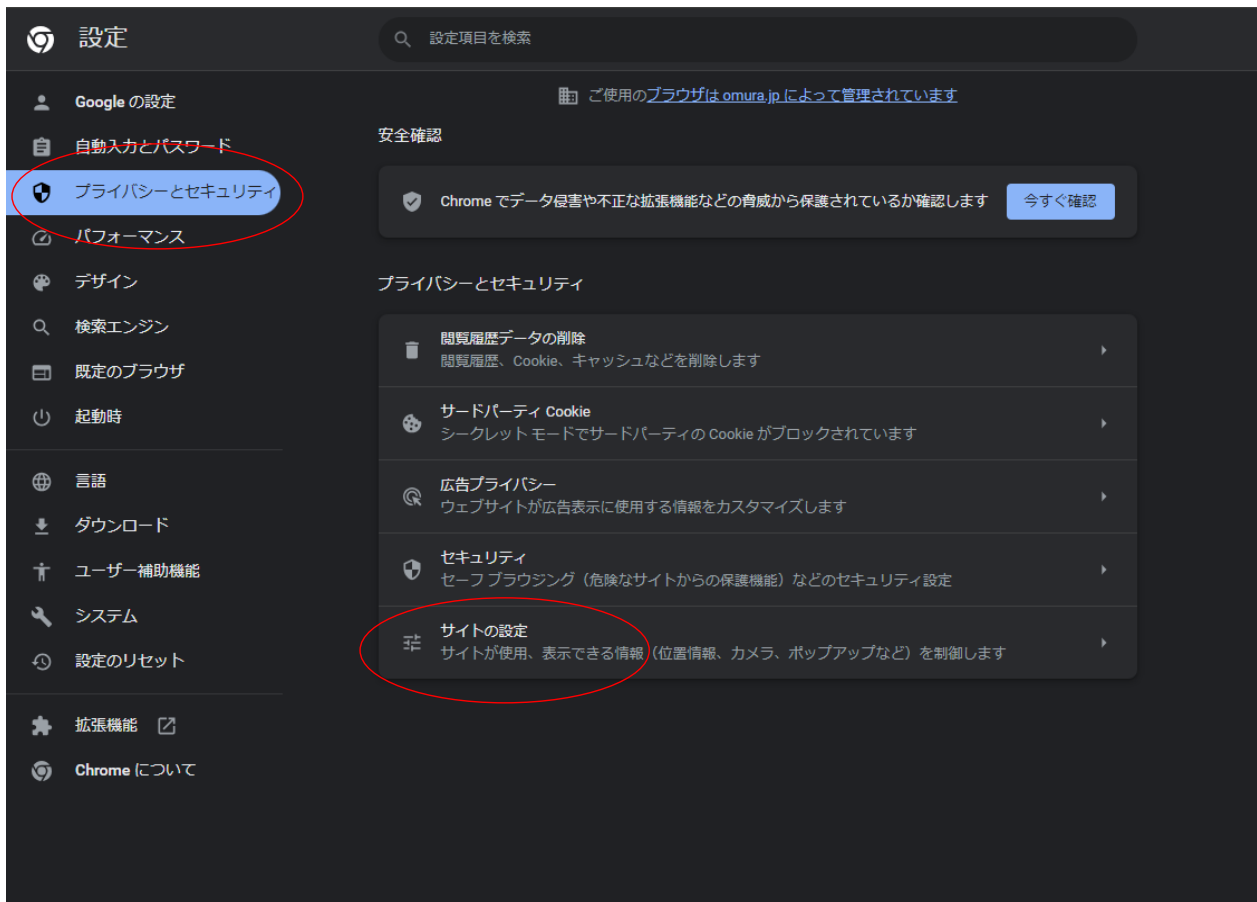 設定
設定項目を検索
Google の設定
自動入力とパスワード
プライバシーとセキュリティ
パフォーマンス
デザイン
検索エンジン
既定のブラウザ
起動時
言語
ダウンロード
ユーザー補助機能
システム
設定のリセット
拡張機能
Chrome について
ご使用のブラウザは omura.jp によって管理されています
安全確認
Chrome でデータ侵害や不正な拡張機能などの脅威から保護されているか確認します
今すぐ確認
プライバシーとセキュリティ
閲覧履歴データの削除
閲覧履歴、Cookie、キャッシュなどを削除します
サードパーティ Cookie
シークレット モードでサードパーティの Cookie がブロックされています
広告プライバシー
ウェブサイトが広告表示に使用する情報をカスタマイズします
セキュリティ
セーフ ブラウジング（危険なサイトからの保護機能）などのセキュリティ設定
サイトの設定
サイトが使用、表示できる情報（位置情報、カメラ、ポップアップなど）を制御します